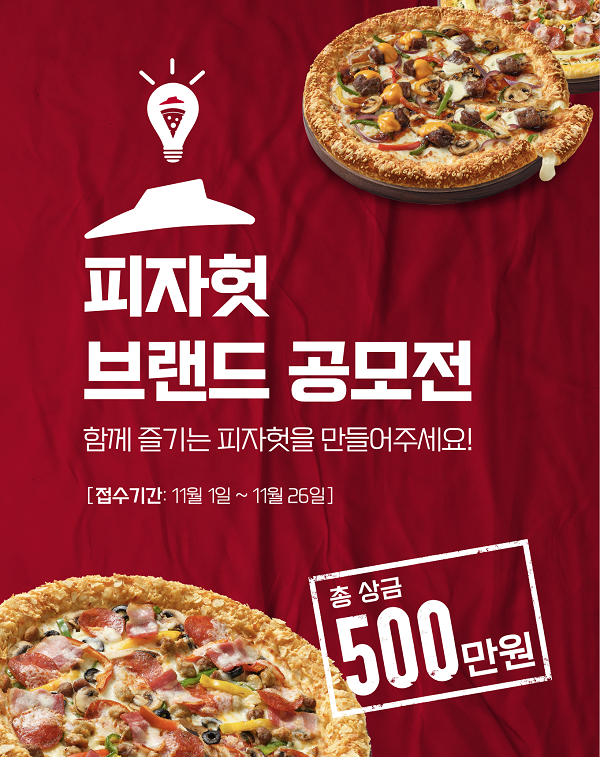 피자헛
브랜드 공모전
함께 즐기는 피자헛을 만들어주세요!
[접수기간: 11월 1일 ~ 11월 26일]
총 상금
500만원